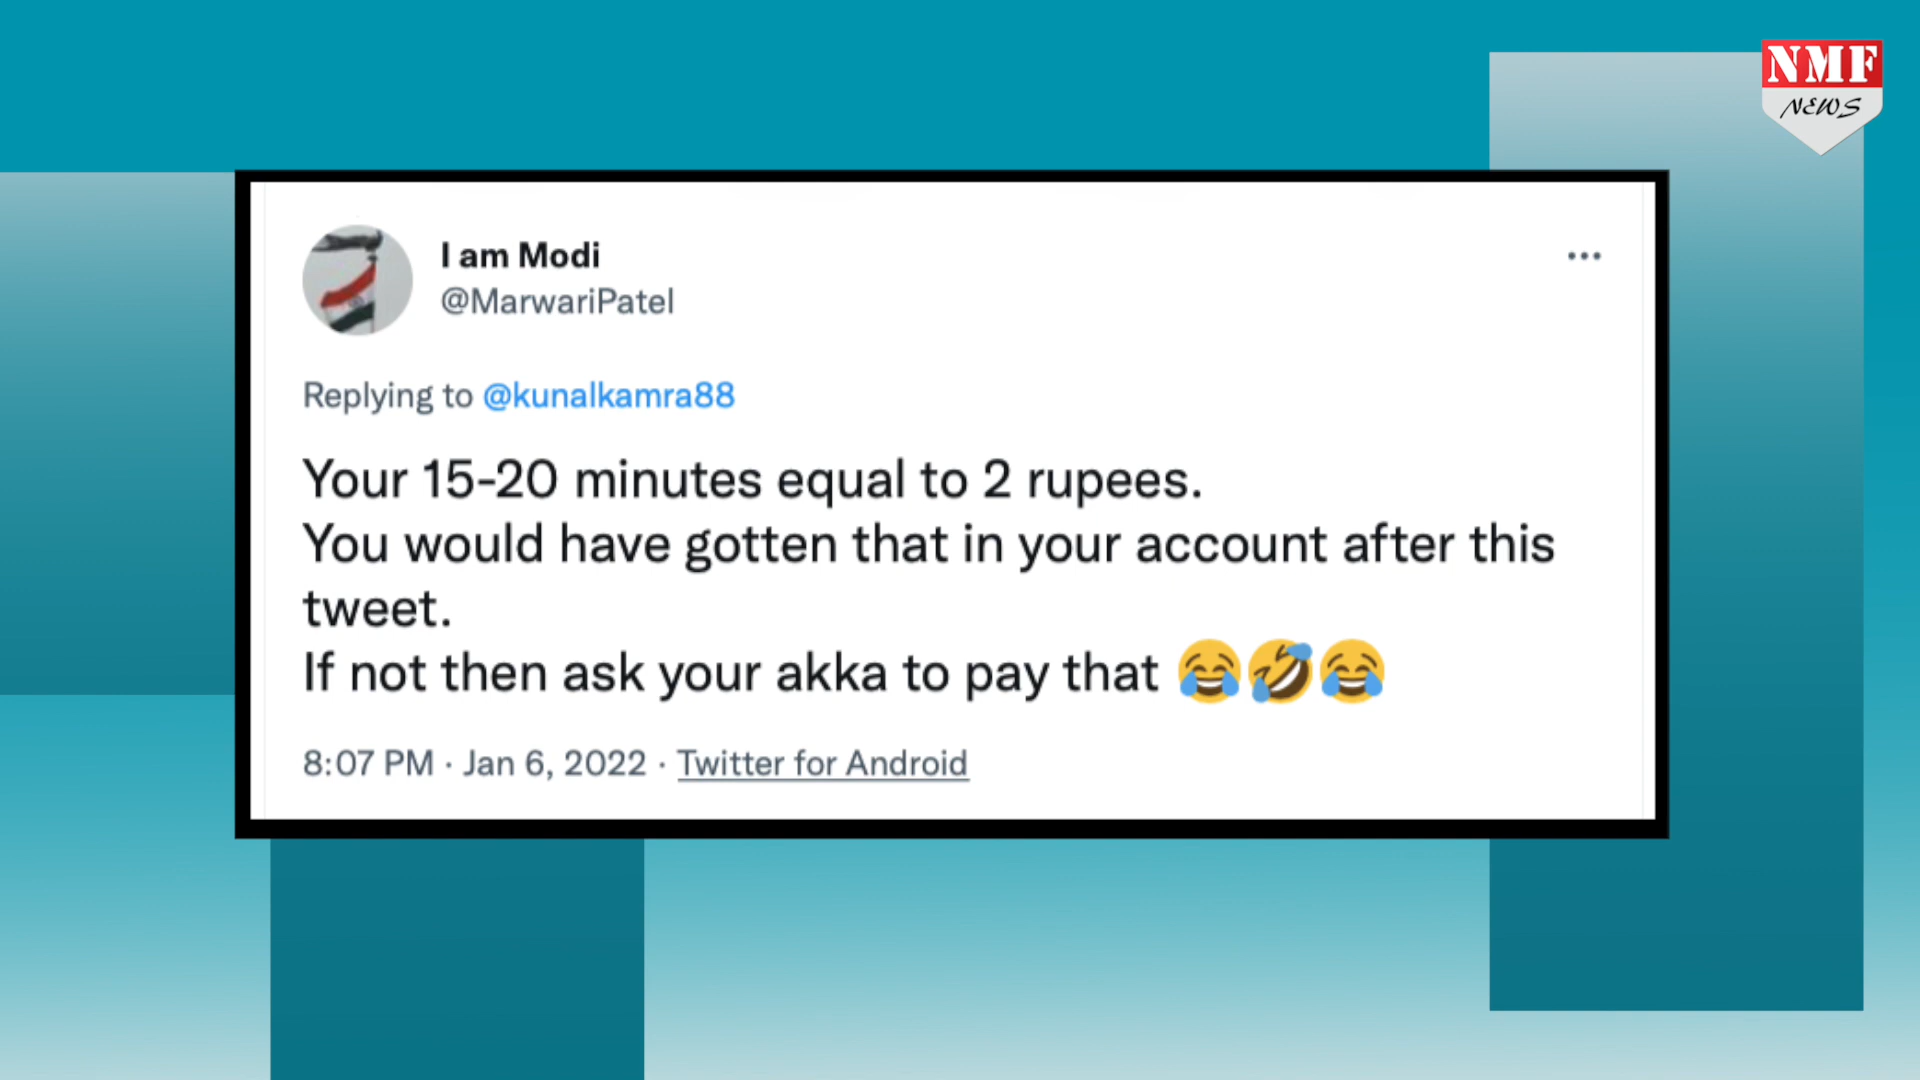 NMF
NEWS
I am Modi
@MarwariPatel
Replying to @kunalkamra88
Your 15-20 minutes equal to 2 rupees.
You would have gotten that in your account after this
tweet.
If not then ask your akka to pay that 😂🤣😂
8:07 PM · Jan 6, 2022 · Twitter for Android